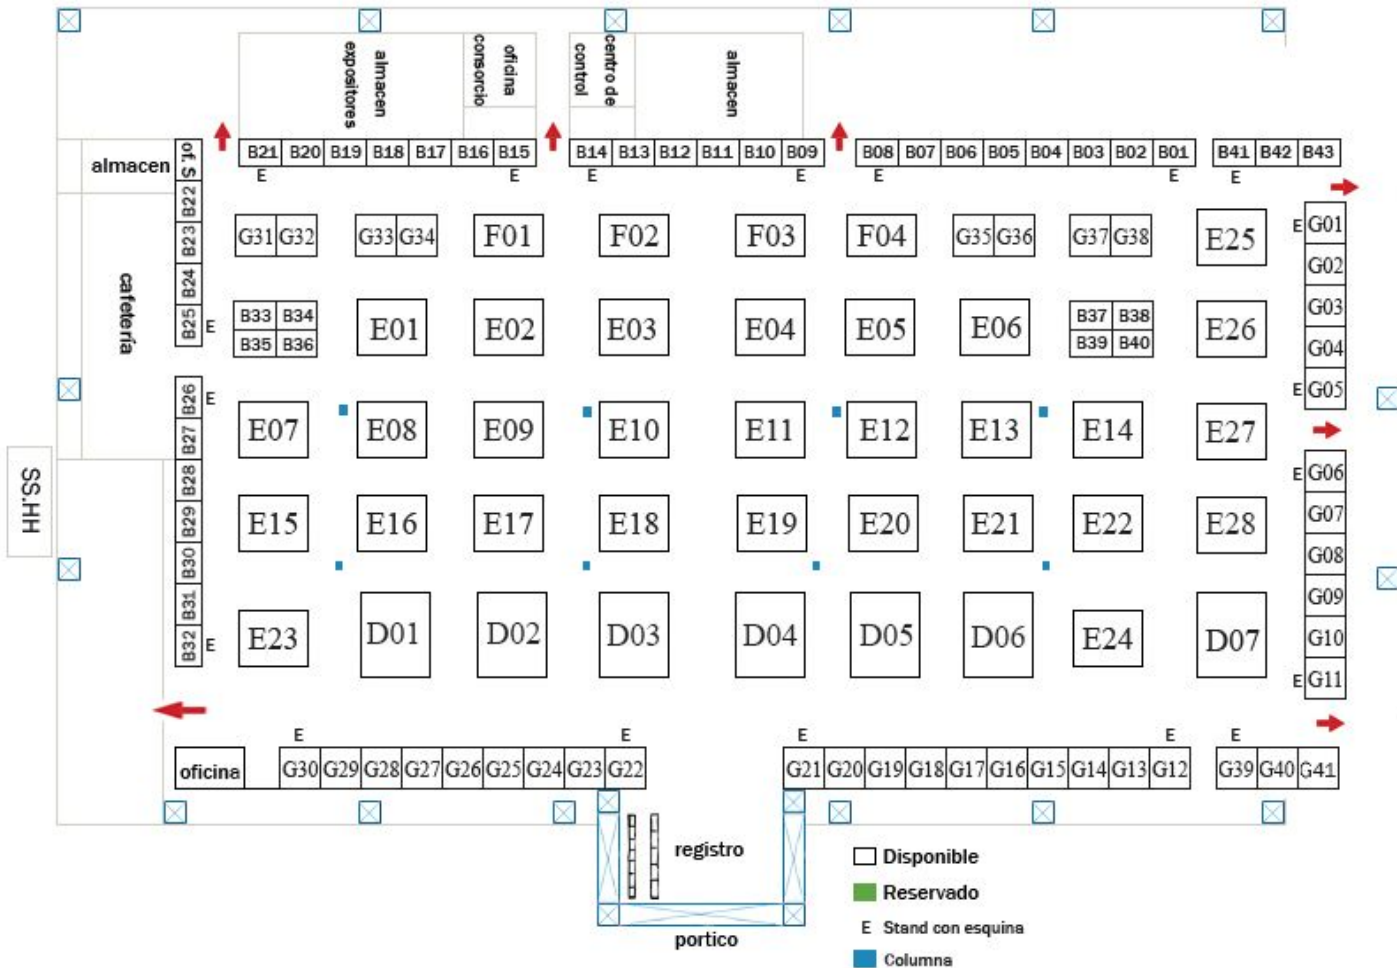 almacen
expositores
oficina
consorcio
centro de
control
almacen
almacen
of. S
B21 B20 B19 B18 B17 B16 B15
B14 B13 B12 B11 B10 B09
B08 B07 B06 B05 B04 B03 B02 B01
B41 B42 B43
E E E E E E E
B22
B23
B24
B25
E
G31 G32
G33 G34
F01
F02
F03
F04
G35 G36
G37 G38
E25
E G01
G02
G03
G04
E G05
cafetería
B33 B34
B35 B36
E01
E02
E03
E04
E05
E06
B37 B38
B39 B40
E26
B26
E
B27
B28
B29
B30
B31
B32
E
E07
E08
E09
E10
E11
E12
E13
E14
E27
SS.HH
E G06
G07
G08
G09
G10
E G11
E15
E16
E17
E18
E19
E20
E21
E22
E28
E23
D01
D02
D03
D04
D05
D06
E24
D07
E E E E E
oficina
G30 G29 G28 G27 G26 G25 G24 G23 G22
G21 G20 G19 G18 G17 G16 G15 G14 G13 G12
G39 G40 G41
registro
portico
Disponible
Reservado
E Stand con esquina
Columna